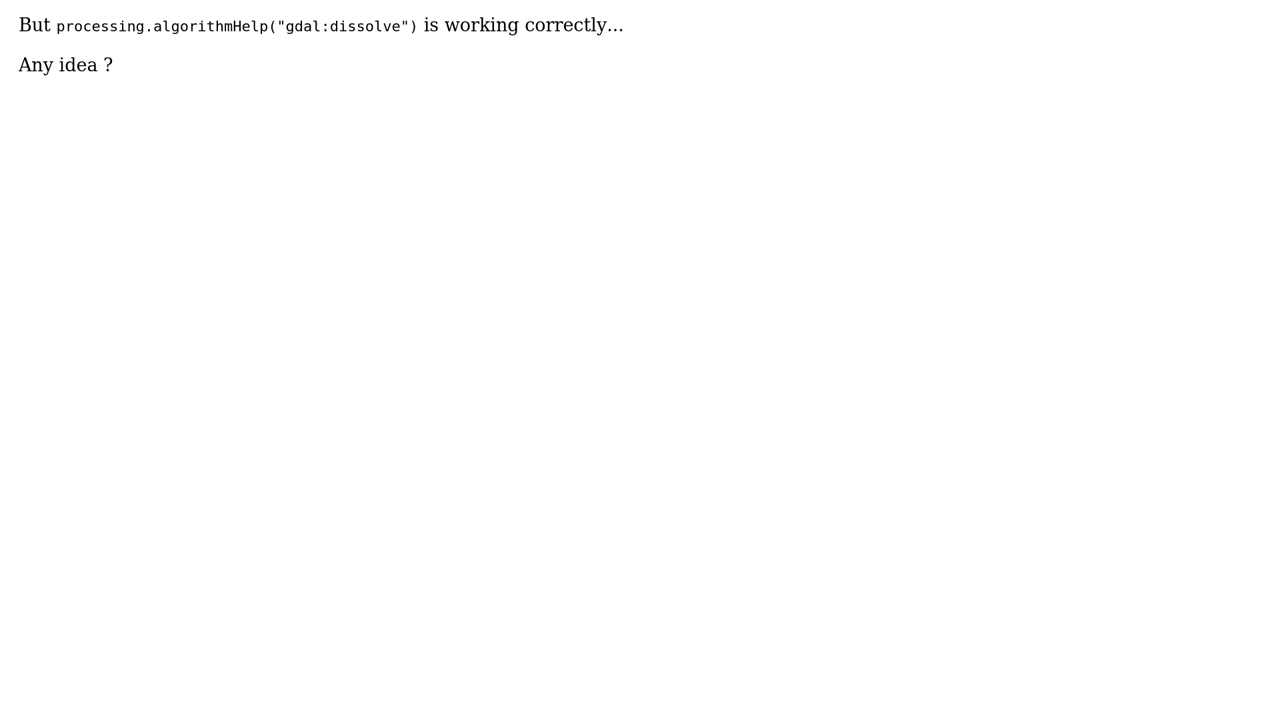 But processing.algorithmHelp("gdal:dissolve") is working correctly...
Any idea ?